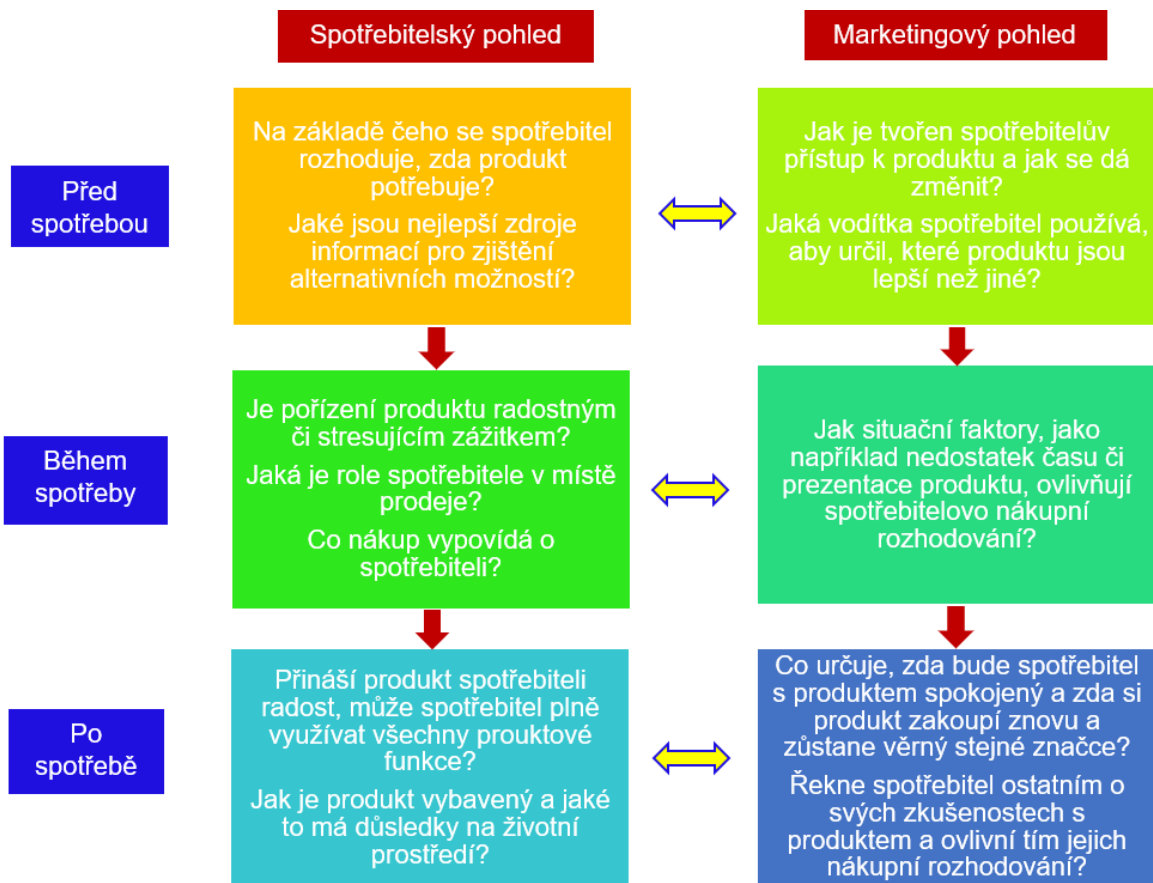 Spotřebitelský pohled
Marketingový pohled
Před
spotřebou
Na základě čeho se spotřebitel
rozhoduje, zda produkt
potřebuje?
Jaké jsou nejlepší zdroje
informací pro zjištění
alternativních možností?
Jak je tvořen spotřebitelův
přístup k produktu a jak se dá
změnit?
Jaká vodítka spotřebitel používá,
aby určil, které produktu jsou
lepší než jiné?
Během
spotřeby
Je pořízení produktu radostným
či stresujícím zážitkem?
Jaká je role spotřebitele v místě
prodeje?
Co nákup vypovídá o
spotřebiteli?
Jak situační faktory, jako
například nedostatek času či
prezentace produktu, ovlivňují
spotřebitelovo nákupní
rozhodování?
Po
spotřebě
Přináší produkt spotřebiteli
radost, může spotřebitel plně
využívat všechny prouktové
funkce?
Jak je produkt vybavený a jaké
to má důsledky na životní
prostředí?
Co určuje, zda bude spotřebitel
s produktem spokojený a zda si
produkt zakoupí znovu a
zůstane věrný stejné značce?
Řekne spotřebitel ostatním o
svých zkušenostech s
produktem a ovlivní tím jejich
nákupní rozhodování?